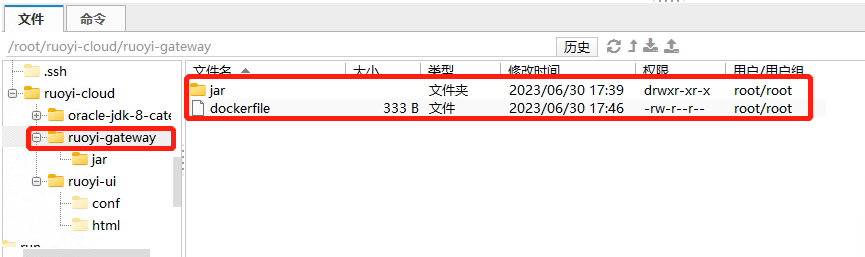 文件 命令
/root/ruoyi-cloud/ruoyi-gateway 历史
.ssh
ruoyi-cloud
oracle-jdk-8-cate
ruoyi-gateway
jar
ruoyi-ui
conf
html
run
文件名 大小 类型 修改时间 权限 用户/用户组
jar 文件夹 2023/06/30 17:39 drwxr-xr-x root/root
dockerfile 333 B 文件 2023/06/30 17:46 -rw-r--r-- root/root